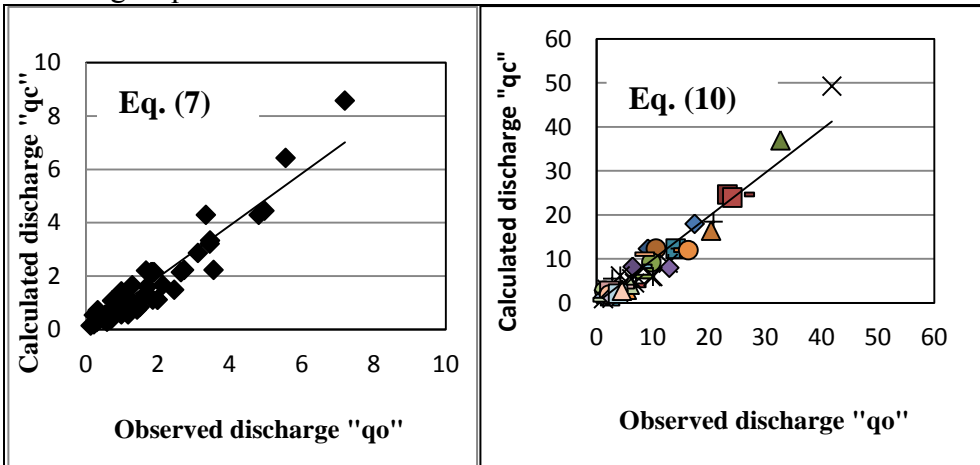 Calculated discharge "qc"
10
8
6
4
2
0
Eq. (7)
0 2 4 6 8 10
Observed discharge "qo"
Calculated discharge "qc"
60
50
40
30
20
10
0
Eq. (10)
0 10 20 30 40 50 60
Observed discharge "qo"